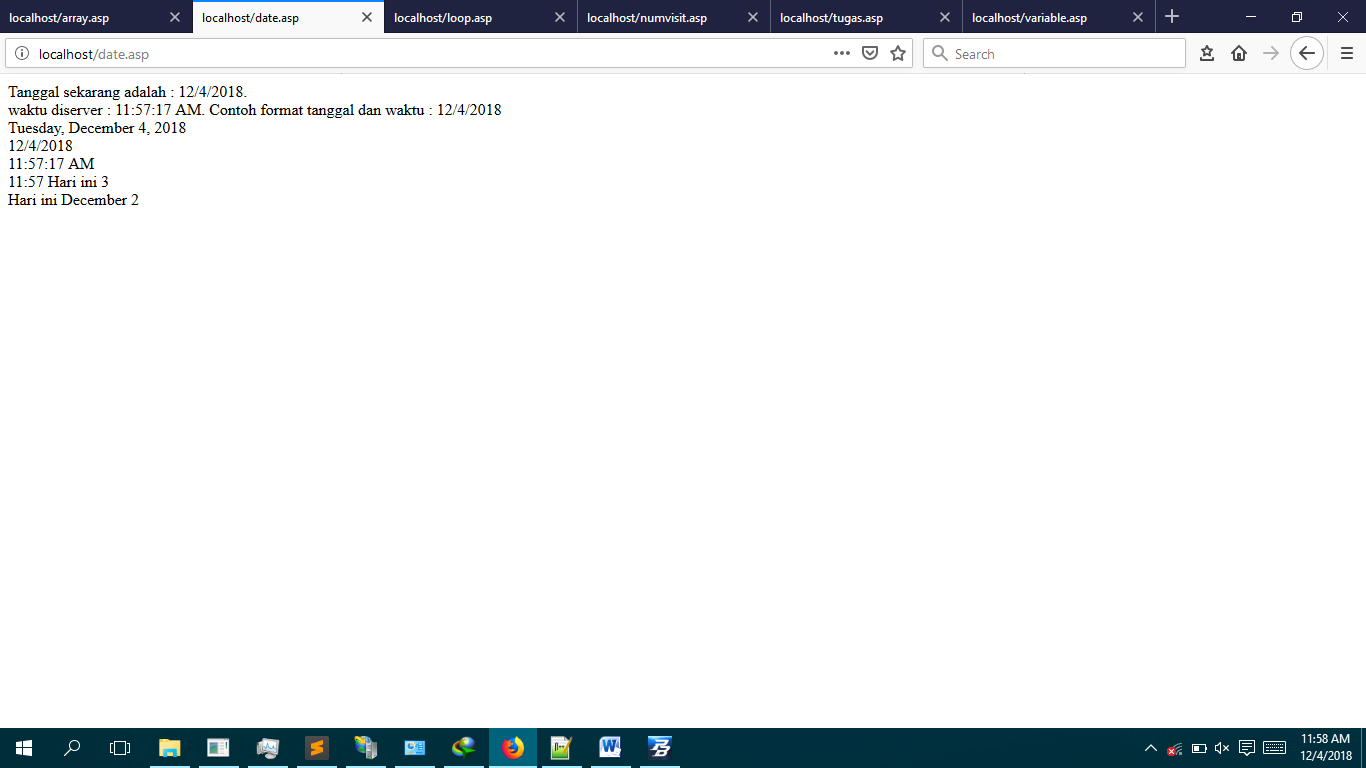 localhost/array.asp
localhost/date.asp
localhost/loop.asp
localhost/numvisit.asp
localhost/tugas.asp
localhost/variable.asp
localhost/date.asp
Search
Tanggal sekarang adalah : 12/4/2018.
waktu diserver : 11:57:17 AM. Contoh format tanggal dan waktu : 12/4/2018
Tuesday, December 4, 2018
12/4/2018
11:57:17 AM
11:57 Hari ini 3
Hari ini December 2
11:58 AM
12/4/2018